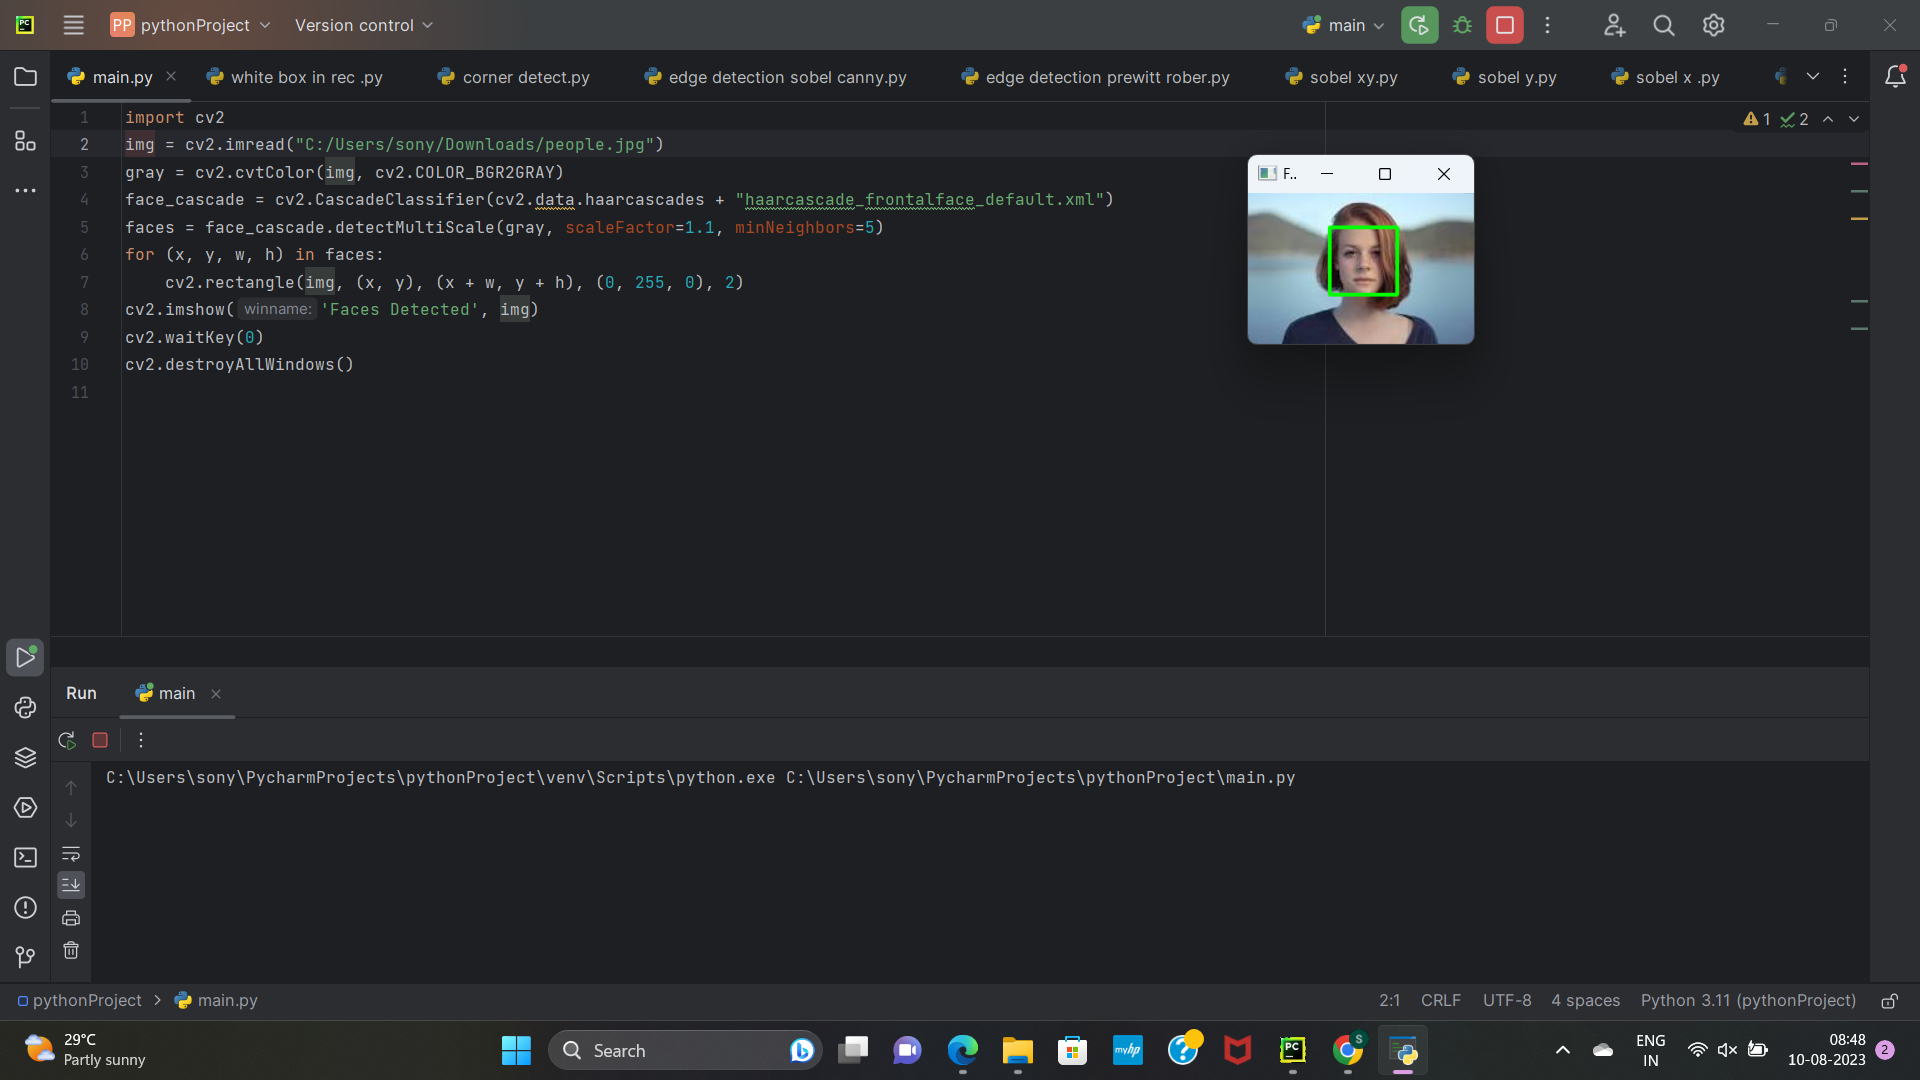 PC
PP pythonProject Version control main
main.py white box in rec .py corner detect.py edge detection sobel canny.py edge detection prewitt rober.py sobel xy.py sobel y.py sobel x .py
1 import cv2
2 img = cv2.imread("C:/Users/sony/Downloads/people.jpg")
3 gray = cv2.cvtColor(img, cv2.COLOR_BGR2GRAY)
4 face_cascade = cv2.CascadeClassifier(cv2.data.haarcascades + "haarcascade_frontalface_default.xml")
5 faces = face_cascade.detectMultiScale(gray, scaleFactor=1.1, minNeighbors=5)
6 for (x, y, w, h) in faces:
7 cv2.rectangle(img, (x, y), (x + w, y + h), (0, 255, 0), 2)
8 cv2.imshow( winname: 'Faces Detected', img)
9 cv2.waitKey(0)
10 cv2.destroyAllWindows()
11
1 2
F..
Run main
C:\Users\sony\PycharmProjects\pythonProject\venv\Scripts\python.exe C:\Users\sony\PycharmProjects\pythonProject\main.py
pythonProject main.py 2:1 CRLF UTF-8 4 spaces Python 3.11 (pythonProject)
29°C
Partly sunny
Search
myhp
PC
S
ENG
IN
08:48
10-08-2023
2